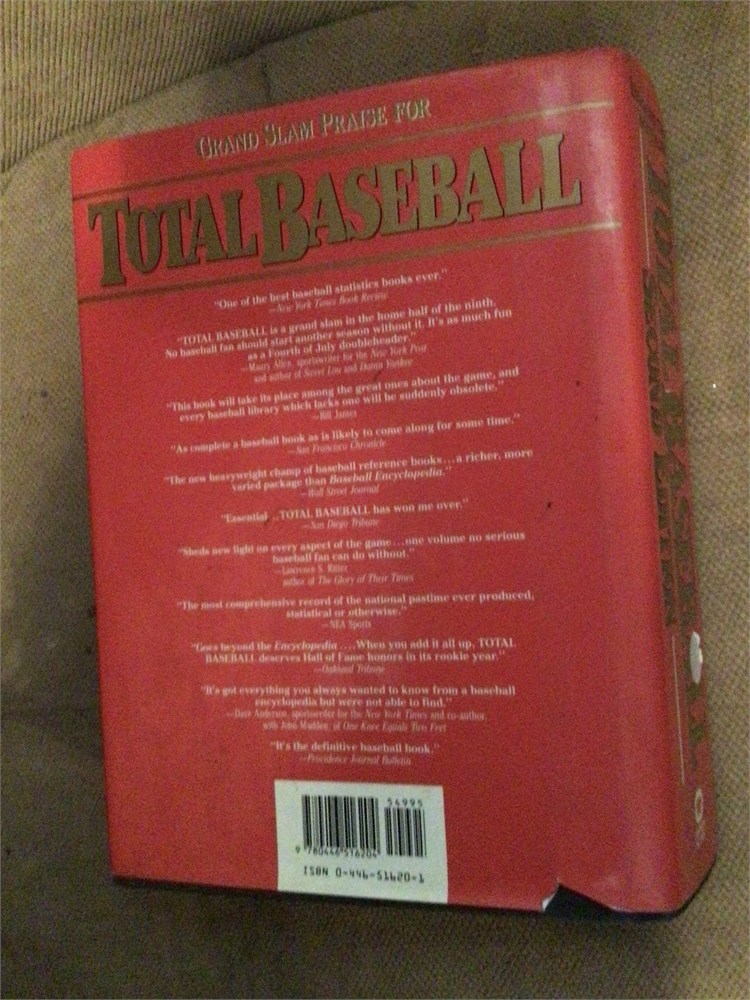 GRAND SLAM PRAISE FOR
TOTAL BASEBALL
"One of the best baseball statistics books ever."
—New York Times Book Review
"TOTAL BASEBALL is a grand slam in the home half of the ninth.
No baseball fan should start another season without it. It's as much fun
as a Fourth of July doubleheader."
—Maury Allen, sportswriter for the New York Post
and author of Sweet Lou and Damn Yankee
"This book will take its place among the great ones about the game, and
every baseball library which lacks one will be suddenly obsolete."
—Bill James
"As complete a baseball book as is likely to come along for some time."
—San Francisco Chronicle
"The new heavyweight champ of baseball reference books...a richer, more
varied package than Baseball Encyclopedia."
—Wall Street Journal
"Essential...TOTAL BASEBALL has won me over."
—San Diego Tribune
"Sheds new light on every aspect of the game...one volume no serious
baseball fan can do without."
—Lawrence S. Ritter
author of The Glory of Their Times
"The most comprehensive record of the national pastime ever produced,
statistical or otherwise."
—NEA Sports
"Goes beyond the Encyclopedia....When you add it all up, TOTAL
BASEBALL deserves Hall of Fame honors in its rookie year."
—Oakland Tribune
"It's got everything you always wanted to know from a baseball
encyclopedia but were not able to find."
—Dave Anderson, sportswriter for the New York Times and co-author,
with John Madden, of One Knee Equals Two Feet
"It's the definitive baseball book."
—Providence Journal Bulletin
54995
9 780446 516204
ISBN 0-446-51620-1